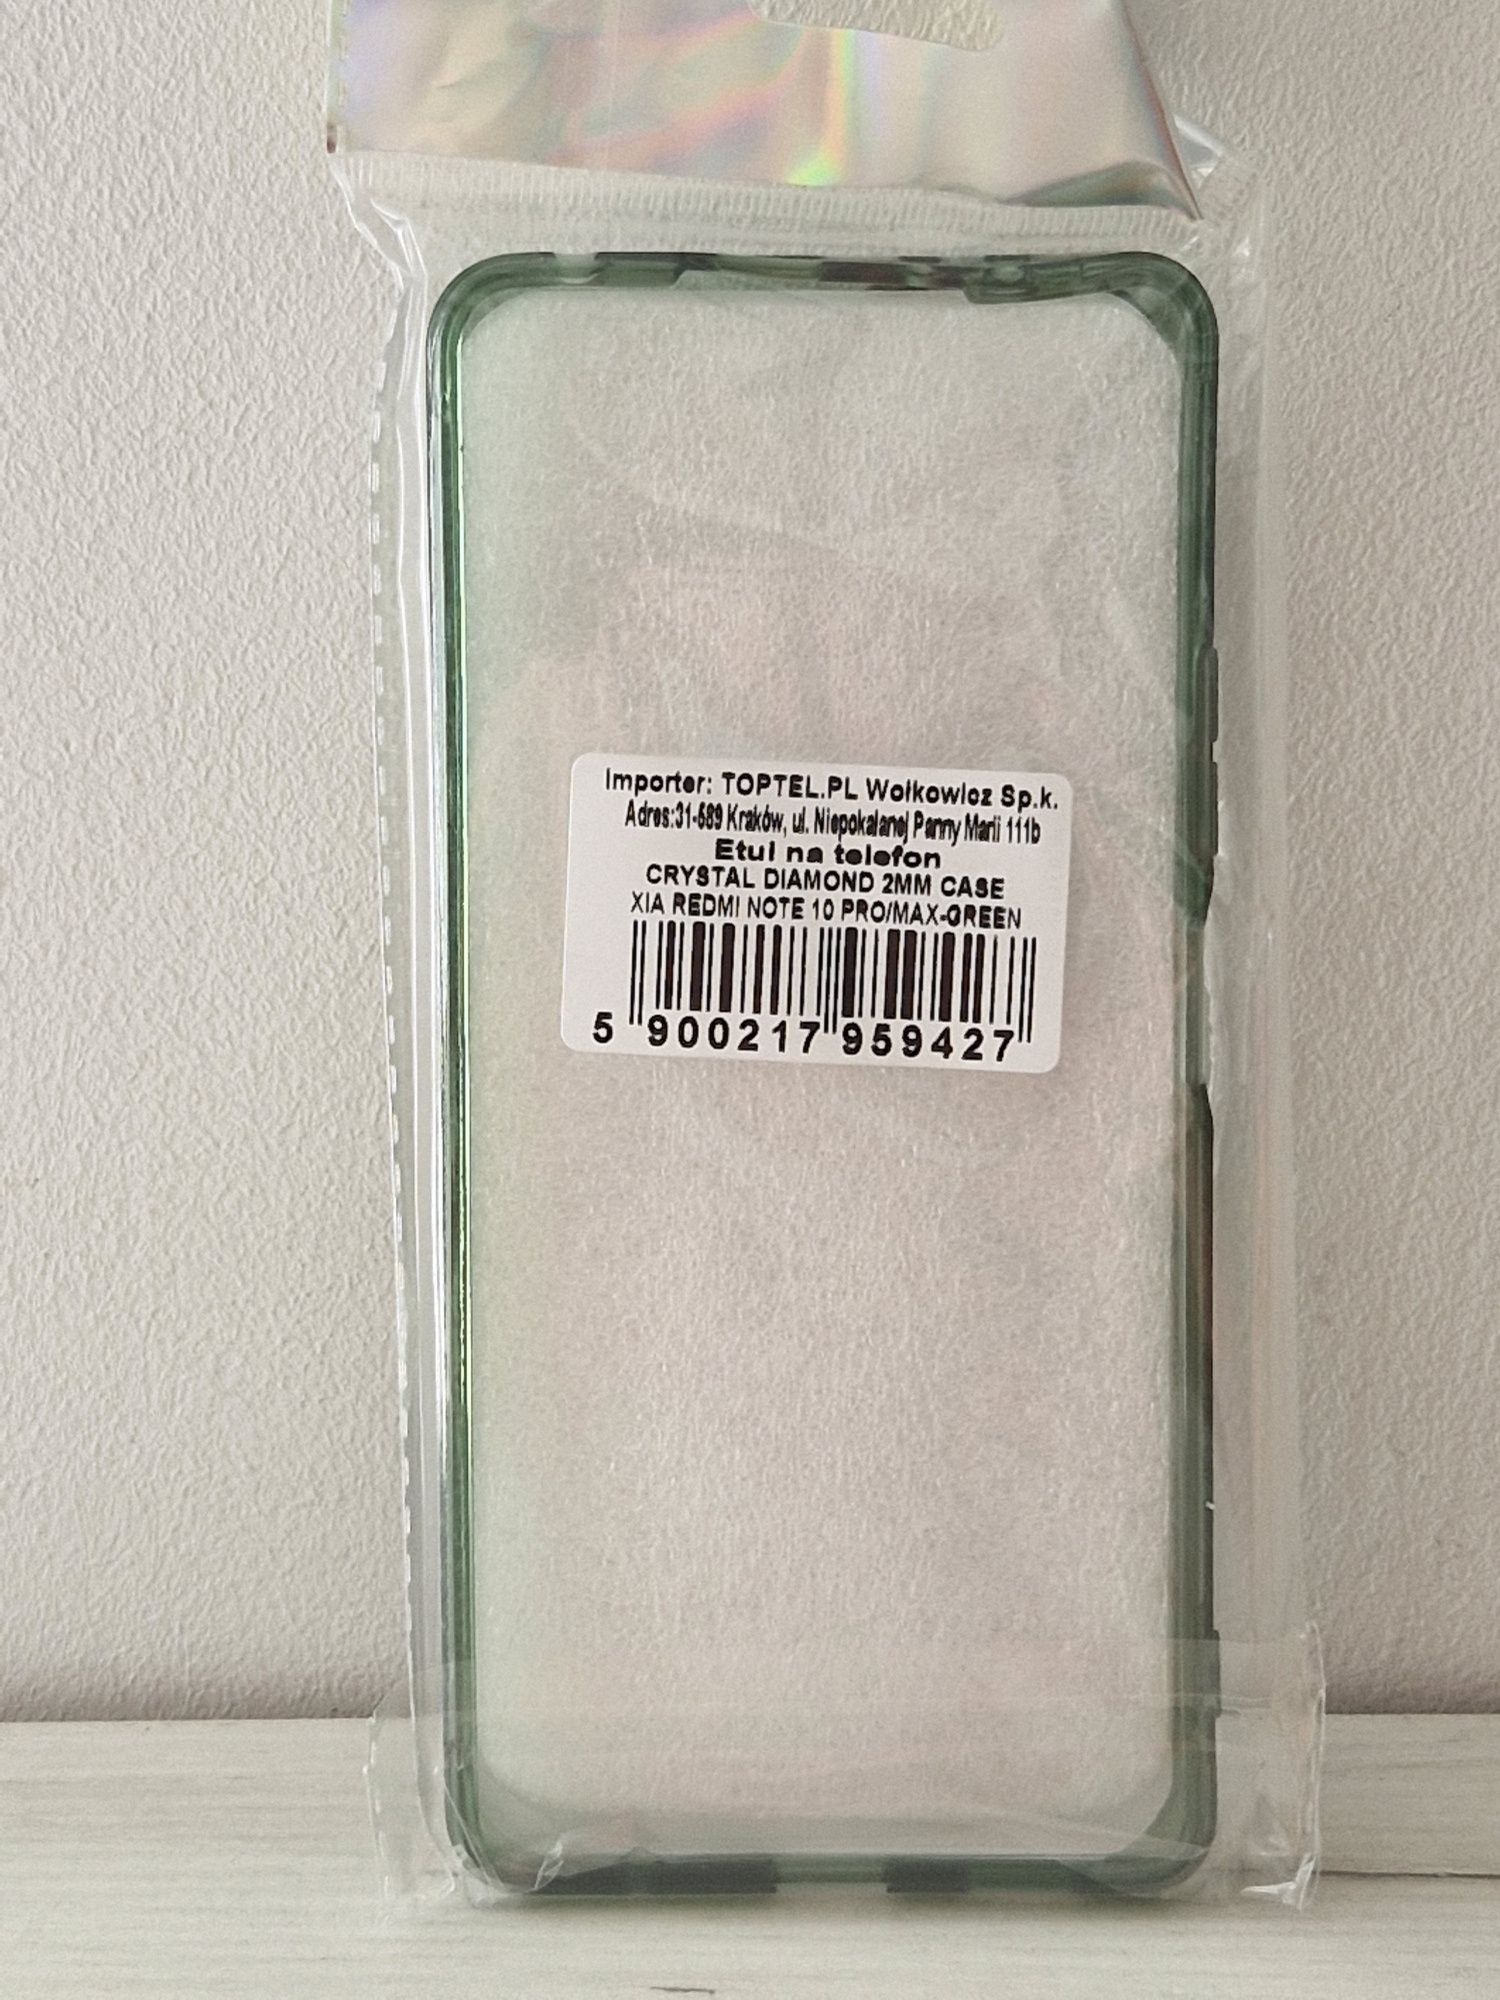 Importer: TOPTEL.PL Wołkowicz Sp.k.
Adres:31-589 Kraków, ul. Niepokalanej Panny Marii 111b
Etui na telefon
CRYSTAL DIAMOND 2MM CASE
XIA REDMI NOTE 10 PRO/MAX-GREEN
5 900217 959427